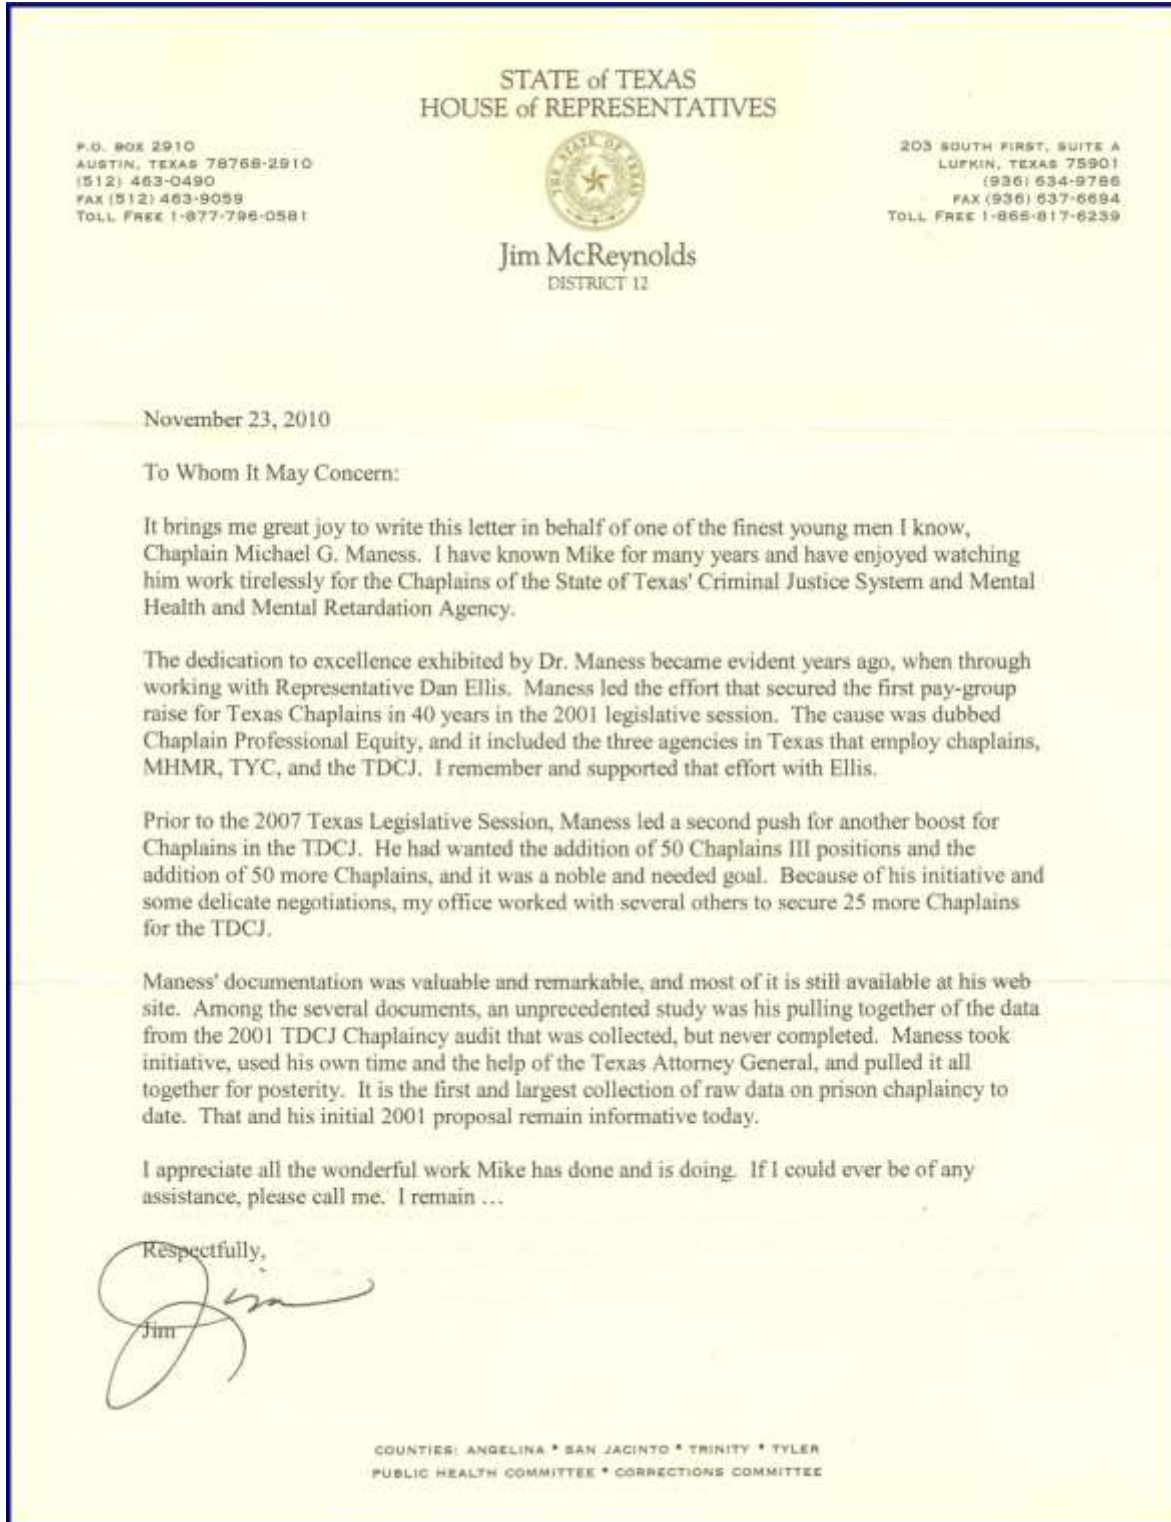 STATE of TEXAS
HOUSE of REPRESENTATIVES
P.O. BOX 2910
AUSTIN, TEXAS 78768-2910
(512) 463-0490
FAX (512) 463-9059
TOLL FREE 1-877-796-0581
THE STATE OF TEXAS
203 SOUTH FIRST, SUITE A
LUFKIN, TEXAS 75901
(936) 634-9786
FAX (936) 637-6694
TOLL FREE 1-866-817-6239
Jim McReynolds
DISTRICT 12
November 23, 2010
To Whom It May Concern:
It brings me great joy to write this letter in behalf of one of the finest young men I know,
Chaplain Michael G. Maness. I have known Mike for many years and have enjoyed watching
him work tirelessly for the Chaplains of the State of Texas' Criminal Justice System and Mental
Health and Mental Retardation Agency.
The dedication to excellence exhibited by Dr. Maness became evident years ago, when through
working with Representative Dan Ellis. Maness led the effort that secured the first pay-group
raise for Texas Chaplains in 40 years in the 2001 legislative session. The cause was dubbed
Chaplain Professional Equity, and it included the three agencies in Texas that employ chaplains,
MHMR, TYC, and the TDCJ. I remember and supported that effort with Ellis.
Prior to the 2007 Texas Legislative Session, Maness led a second push for another boost for
Chaplains in the TDCJ. He had wanted the addition of 50 Chaplains III positions and the
addition of 50 more Chaplains, and it was a noble and needed goal. Because of his initiative and
some delicate negotiations, my office worked with several others to secure 25 more Chaplains
for the TDCJ.
Maness' documentation was valuable and remarkable, and most of it is still available at his web
site. Among the several documents, an unprecedented study was his pulling together of the data
from the 2001 TDCJ Chaplaincy audit that was collected, but never completed. Maness took
initiative, used his own time and the help of the Texas Attorney General, and pulled it all
together for posterity. It is the first and largest collection of raw data on prison chaplaincy to
date. That and his initial 2001 proposal remain informative today.
I appreciate all the wonderful work Mike has done and is doing. If I could ever be of any
assistance, please call me. I remain …
Respectfully,
Jim
Jim
COUNTIES: ANGELINA * SAN JACINTO * TRINITY * TYLER
PUBLIC HEALTH COMMITTEE * CORRECTIONS COMMITTEE